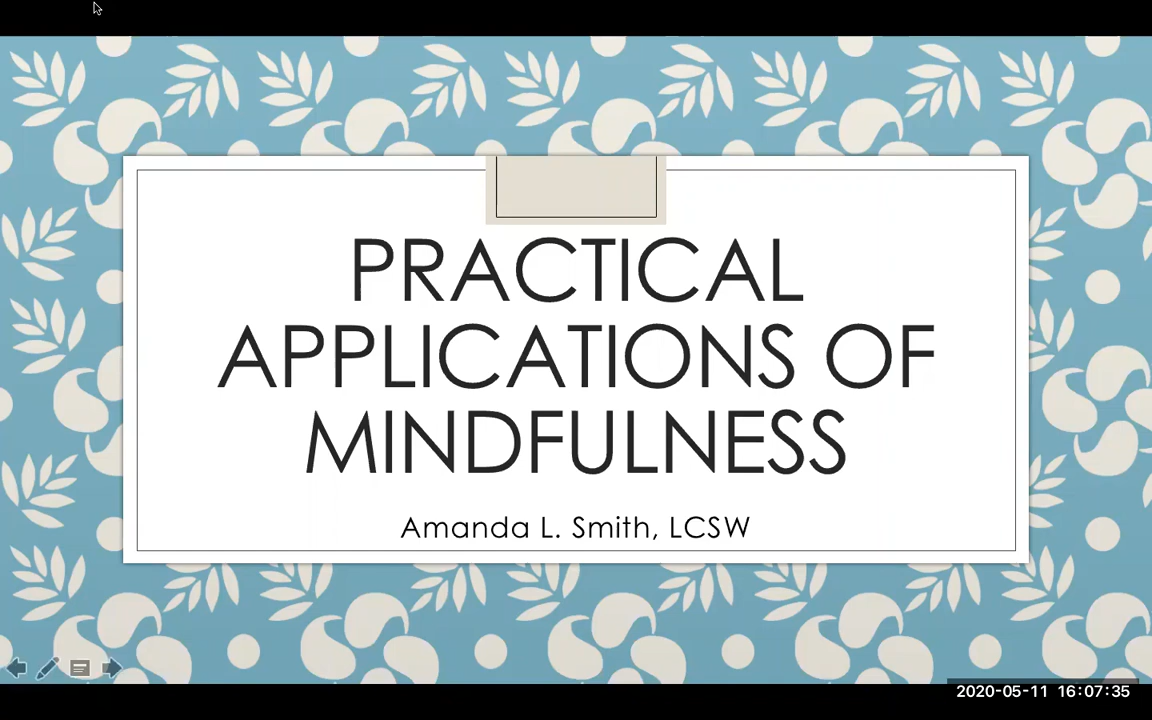 PRACTICAL
APPLICATIONS OF
MINDFULNESS
Amanda L. Smith, LCSW
2020-05-11 16:07:35